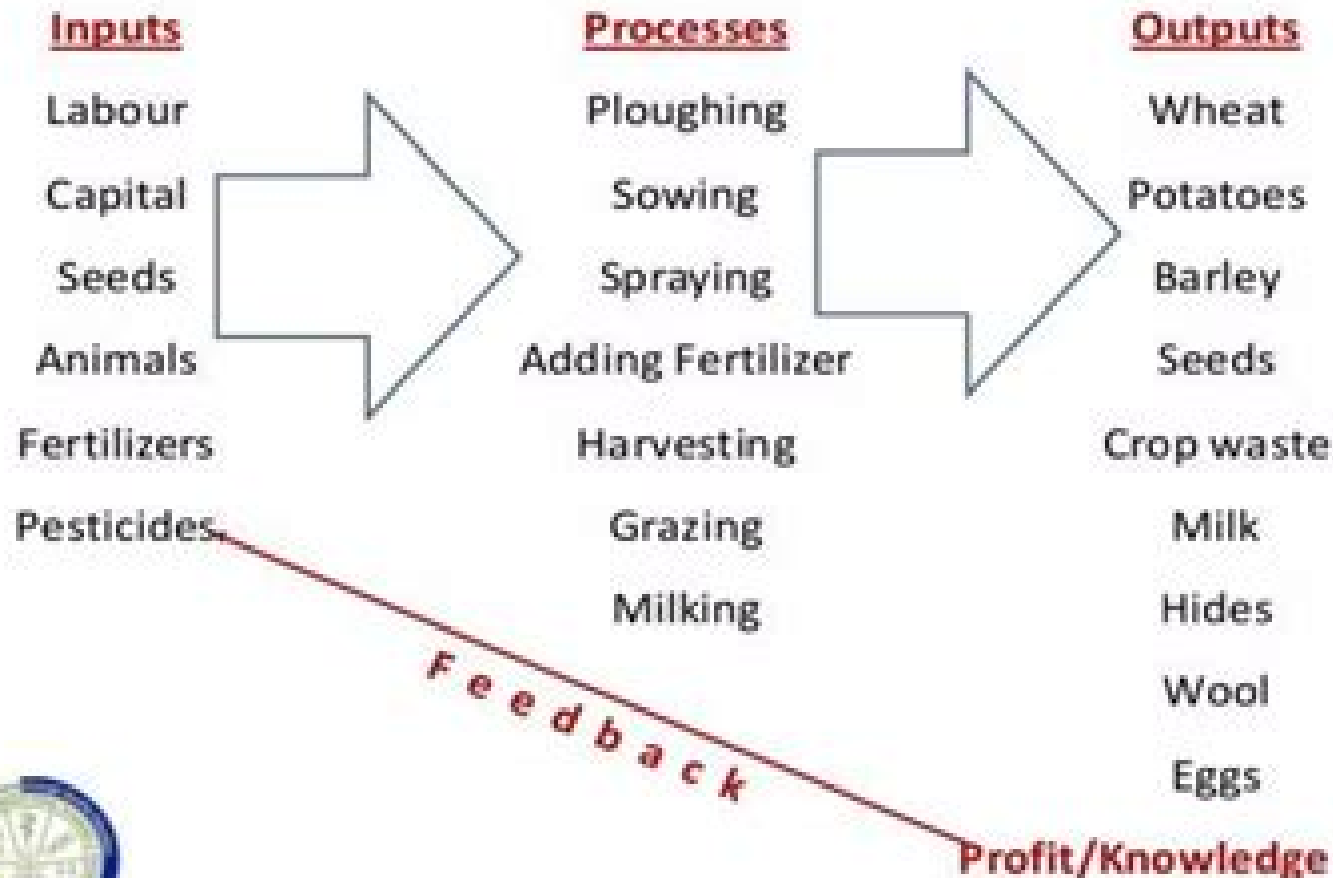 Inputs
Labour
Capital
Seeds
Animals
Fertilizers
Pesticides
Processes
Ploughing
Sowing
Spraying
Adding Fertilizer
Harvesting
Grazing
Milking
Outputs
Wheat
Potatoes
Barley
Seeds
Crop waste
Milk
Hides
Wool
Eggs
Profit/Knowledge
Feedback